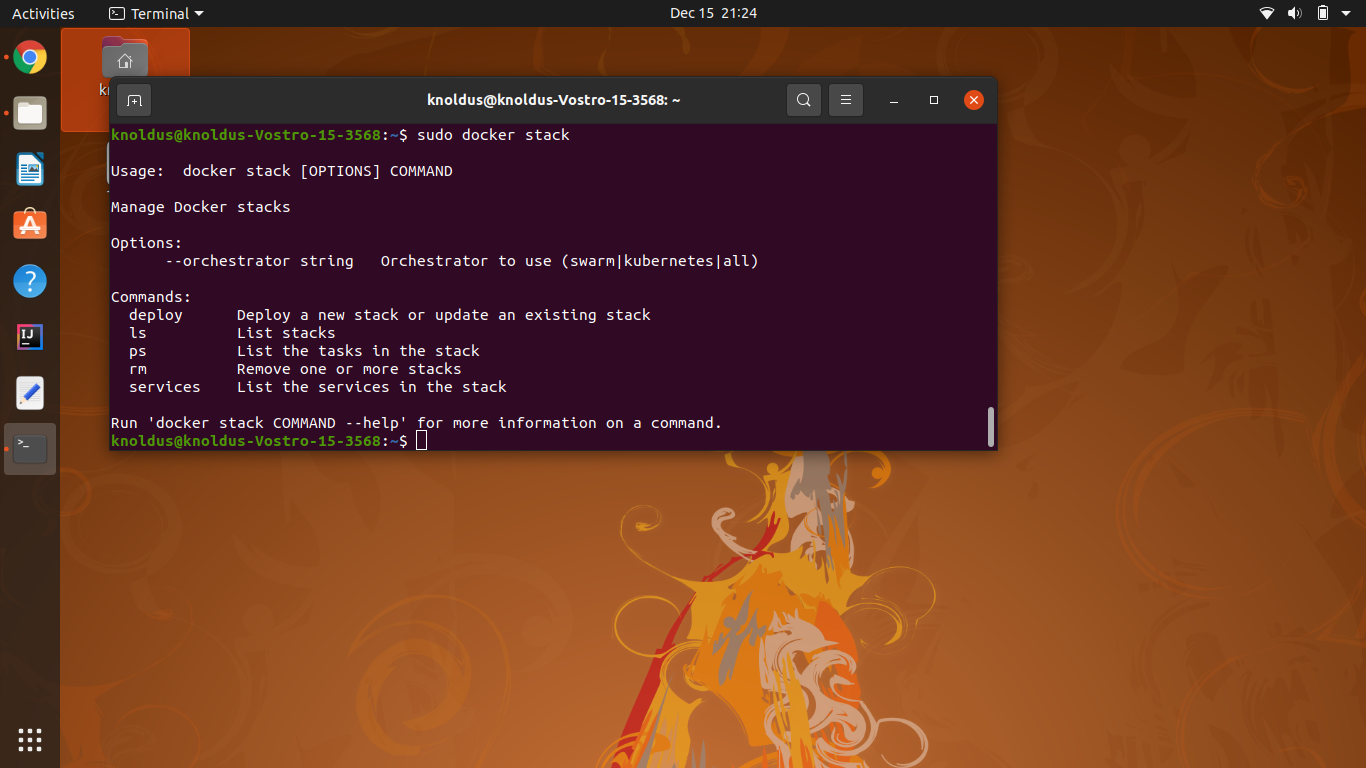 Activities
Terminal
Dec 15 21:24
knoldus@knoldus-Vostro-15-3568: ~
knoldus@knoldus-Vostro-15-3568:~$ sudo docker stack
Usage:  docker stack [OPTIONS] COMMAND
Manage Docker stacks
Options:
      --orchestrator string   Orchestrator to use (swarm|kubernetes|all)
Commands:
  deploy      Deploy a new stack or update an existing stack
  ls          List stacks
  ps          List the tasks in the stack
  rm          Remove one or more stacks
  services    List the services in the stack
Run 'docker stack COMMAND --help' for more information on a command.
knoldus@knoldus-Vostro-15-3568:~$